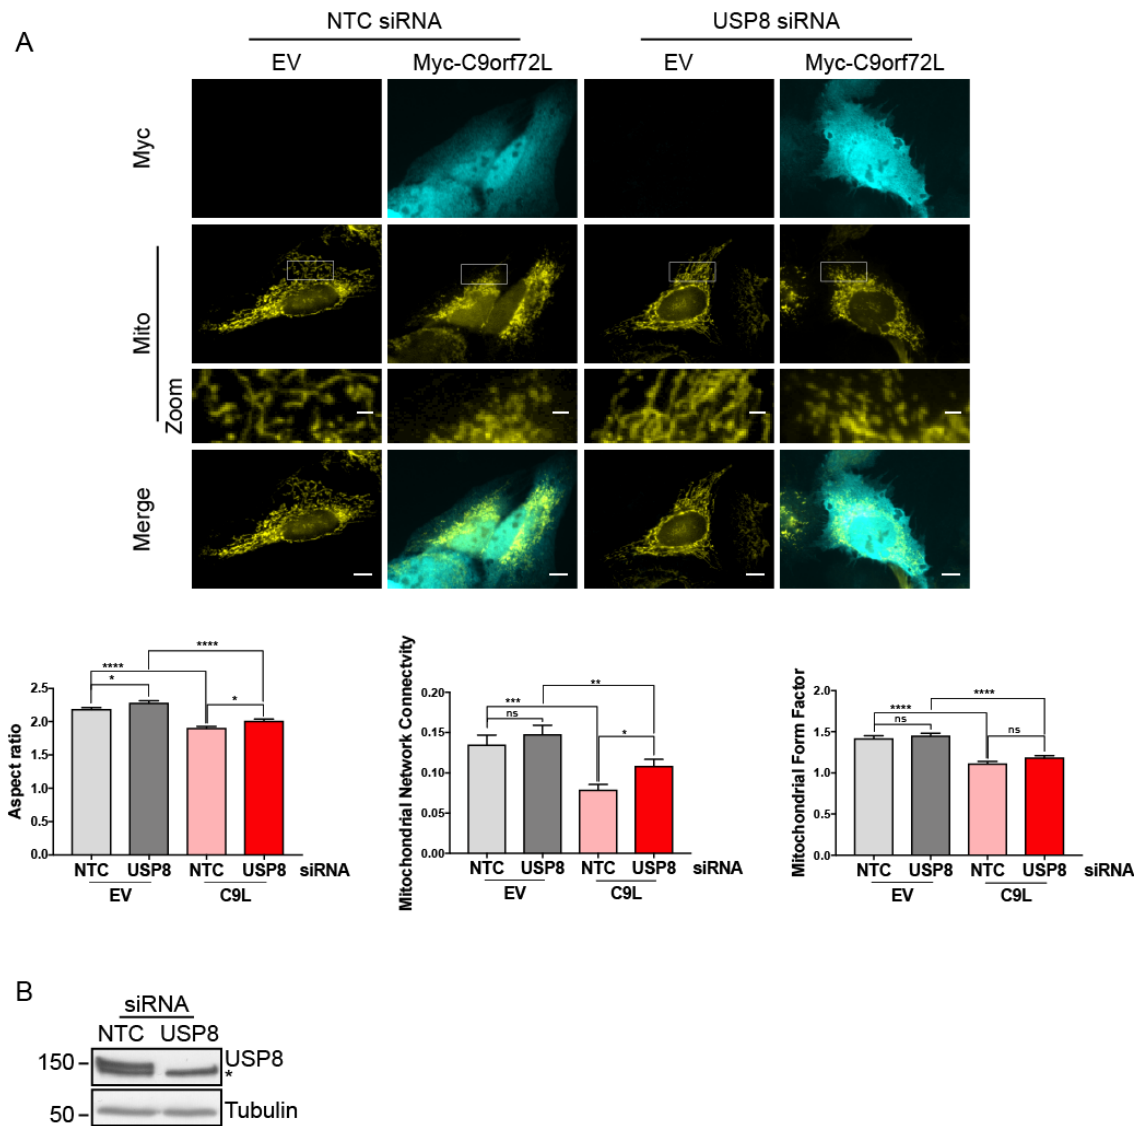 A
NTC siRNA USP8 siRNA
EV Myc-C9orf72L EV Myc-C9orf72L
Myc
Mito
Zoom
Merge
Aspect ratio
2.5
2.0
1.5
1.0
0.5
0.0
****
****
*
*
NTC USP8 NTC USP8 siRNA
EV C9L
Mitochondrial Network Connectvity
0.20
0.15
0.10
0.05
0.00
**
***
ns
*
NTC USP8 NTC USP8 siRNA
EV C9L
Mitochondrial Form Factor
2.0
1.5
1.0
0.5
0.0
****
****
ns
ns
NTC USP8 NTC USP8 siRNA
EV C9L
B
siRNA
NTC USP8
150 USP8
*
50 Tubulin